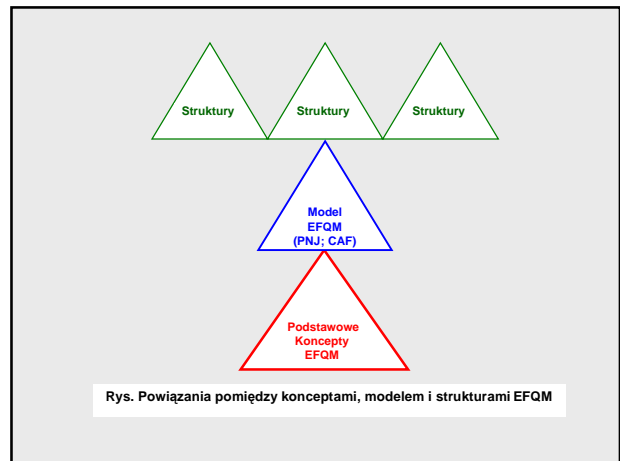 Struktury Struktury Struktury
Model
EFQM
(PNJ; CAF)
Podstawowe
Koncepty
EFQM
Rys. Powiązania pomiędzy konceptami, modelem i strukturami EFQM